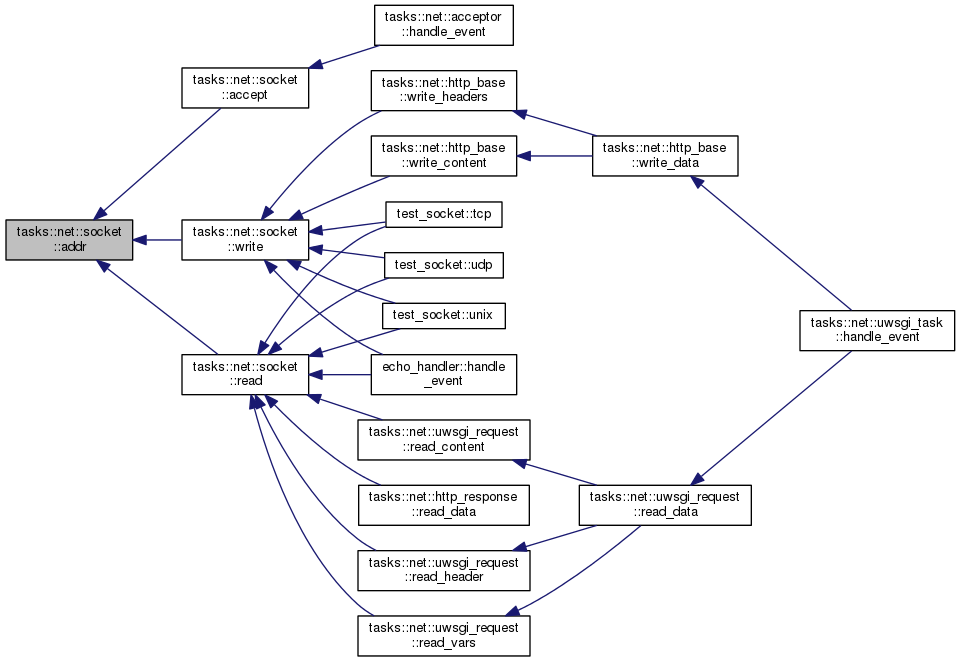 tasks::net::acceptor
::handle_event
tasks::net::socket
::accept
tasks::net::http_base
::write_headers
tasks::net::http_base
::write_content
tasks::net::http_base
::write_data
tasks::net::socket
::addr
tasks::net::socket
::write
test_socket::tcp
test_socket::udp
test_socket::unix
tasks::net::uwsgi_task
::handle_event
tasks::net::socket
::read
echo_handler::handle
_event
tasks::net::uwsgi_request
::read_content
tasks::net::http_response
::read_data
tasks::net::uwsgi_request
::read_data
tasks::net::uwsgi_request
::read_header
tasks::net::uwsgi_request
::read_vars